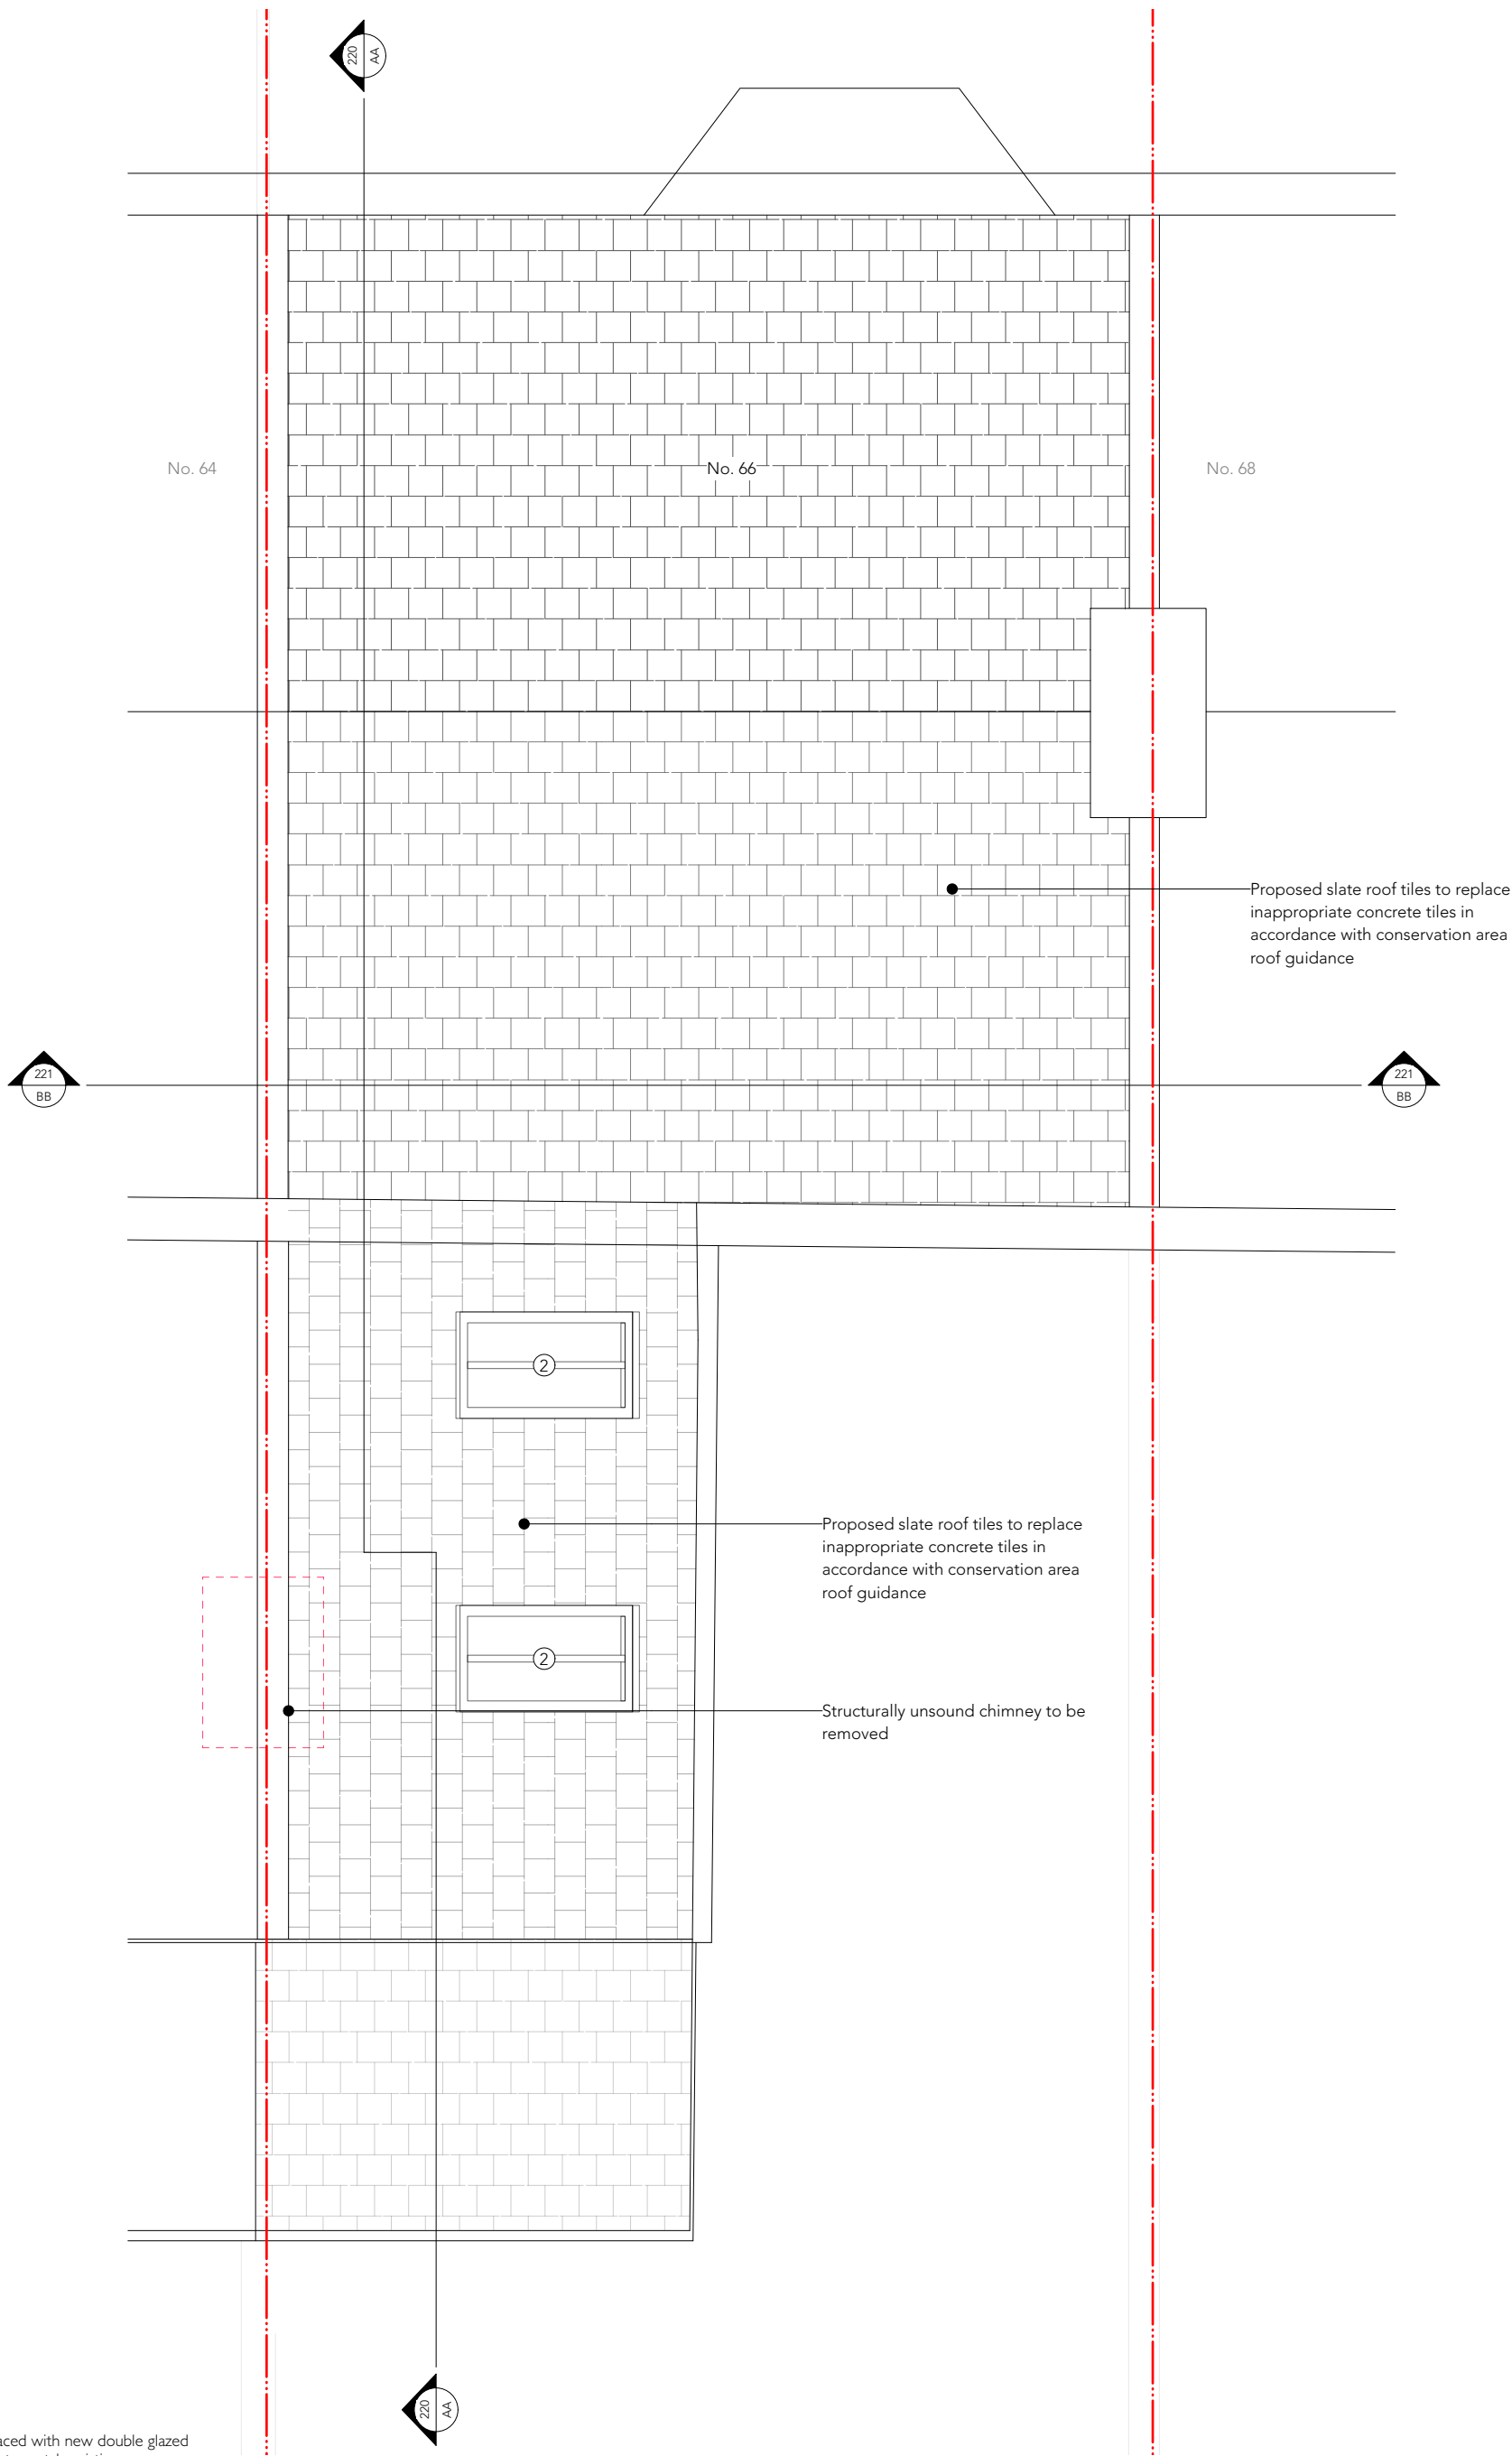 220
AA
No. 64
No. 66
No. 68
Proposed slate roof tiles to replace
inappropriate concrete tiles in
accordance with conservation area
roof guidance
221
BB
221
BB
2
Proposed slate roof tiles to replace
inappropriate concrete tiles in
accordance with conservation area
roof guidance
2
Structurally unsound chimney to be
removed
220
AA
aced with new double glazed